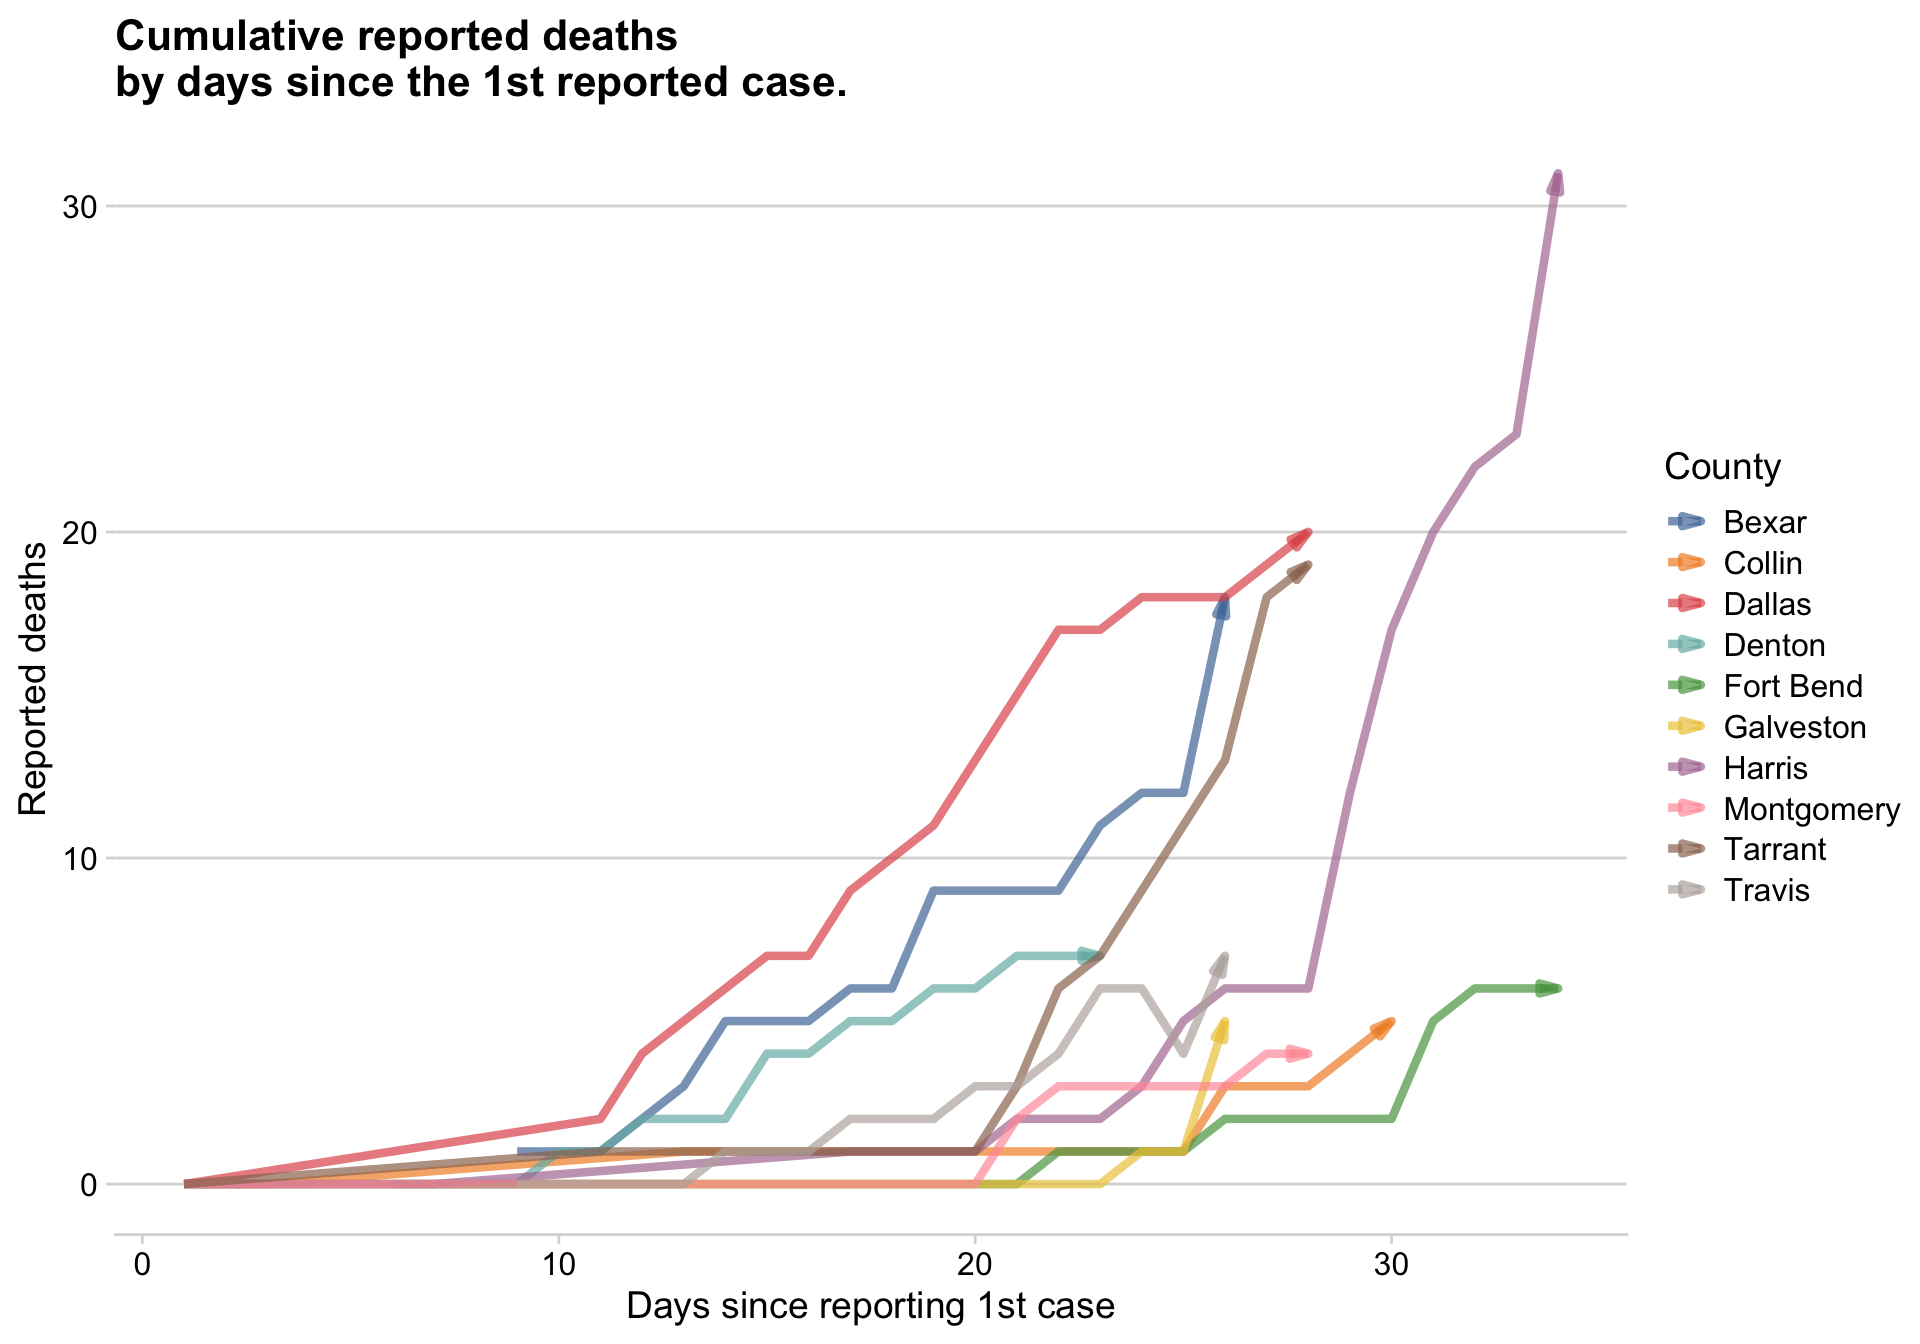 Cumulative reported deaths
by days since the 1st reported case.
30
20
10
0
Reported deaths
0
10
20
30
Days since reporting 1st case
County
Bexar
Collin
Dallas
Denton
Fort Bend
Galveston
Harris
Montgomery
Tarrant
Travis